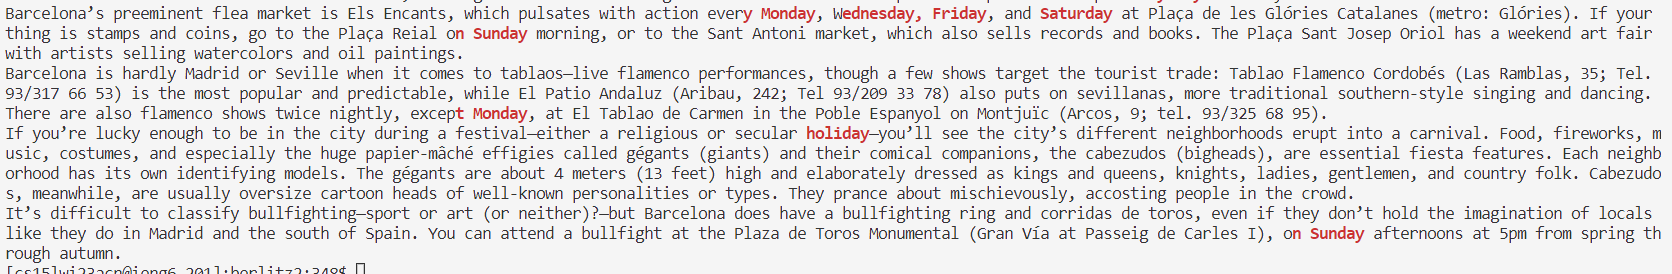 Barcelona’s preeminent flea market is Els Encants, which pulsates with action every Monday, Wednesday, Friday, and Saturday at Plaça de les Glóries Catalanes (metro: Glóries). If your
thing is stamps and coins, go to the Plaça Reial on Sunday morning, or to the Sant Antoni market, which also sells records and books. The Plaça Sant Josep Oriol has a weekend art fair
with artists selling watercolors and oil paintings.
Barcelona is hardly Madrid or Seville when it comes to tablaos—live flamenco performances, though a few shows target the tourist trade: Tablao Flamenco Cordobés (Las Ramblas, 35; Tel.
93/317 66 53) is the most popular and predictable, while El Patio Andaluz (Aribau, 242; Tel 93/209 33 78) also puts on sevillanas, more traditional southern-style singing and dancing.
There are also flamenco shows twice nightly, except Monday, at El Tablao de Carmen in the Poble Espanyol on Montjuïc (Arcos, 9; tel. 93/325 68 95).
If you’re lucky enough to be in the city during a festival—either a religious or secular holiday—you’ll see the city’s different neighborhoods erupt into a carnival. Food, fireworks, m
usic, costumes, and especially the huge papier-mâché effigies called gégants (giants) and their comical companions, the cabezudos (bigheads), are essential fiesta features. Each neighb
orhood has its own identifying models. The gégants are about 4 meters (13 feet) high and elaborately dressed as kings and queens, knights, ladies, gentlemen, and country folk. Cabezudo
s, meanwhile, are usually oversize cartoon heads of well-known personalities or types. They prance about mischievously, accosting people in the crowd.
It’s difficult to classify bullfighting—sport or art (or neither)?—but Barcelona does have a bullfighting ring and corridas de toros, even if they don’t hold the imagination of locals
like they do in Madrid and the south of Spain. You can attend a bullfight at the Plaza de Toros Monumental (Gran Vía at Passeig de Carles I), on Sunday afternoons at 5pm from spring th
rough autumn.